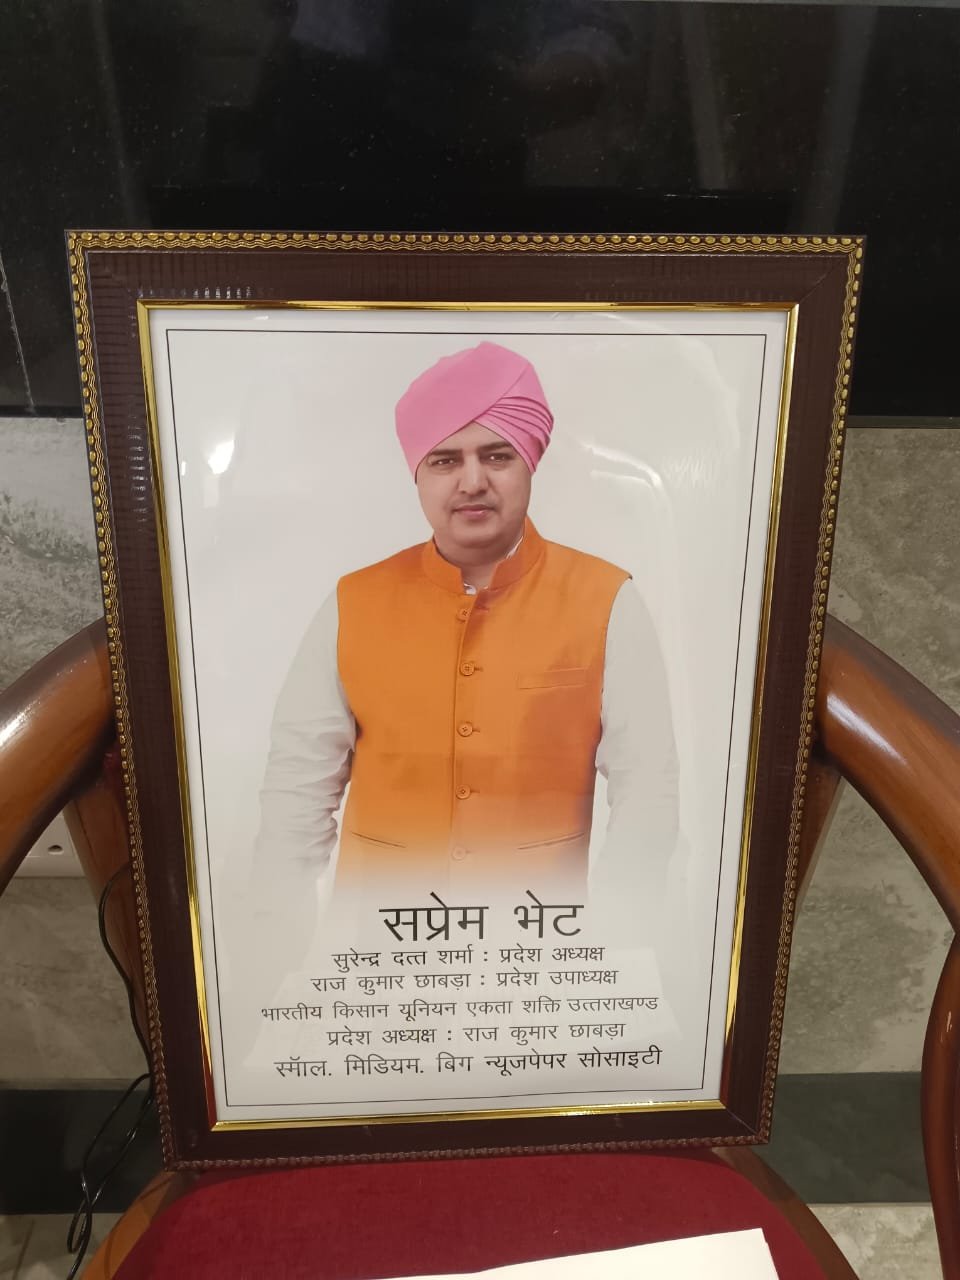 सप्रेम भेट
सुरेन्द्र दत्त शर्मा : प्रदेश अध्यक्ष
राज कुमार छाबड़ा : प्रदेश उपाध्यक्ष
भारतीय किसान यूनियन एकता शक्ति उत्तराखण्ड
प्रदेश अध्यक्ष : राज कुमार छाबड़ा
स्मॉल. मिडियम. बिग न्यूजपेपर सोसाइटी